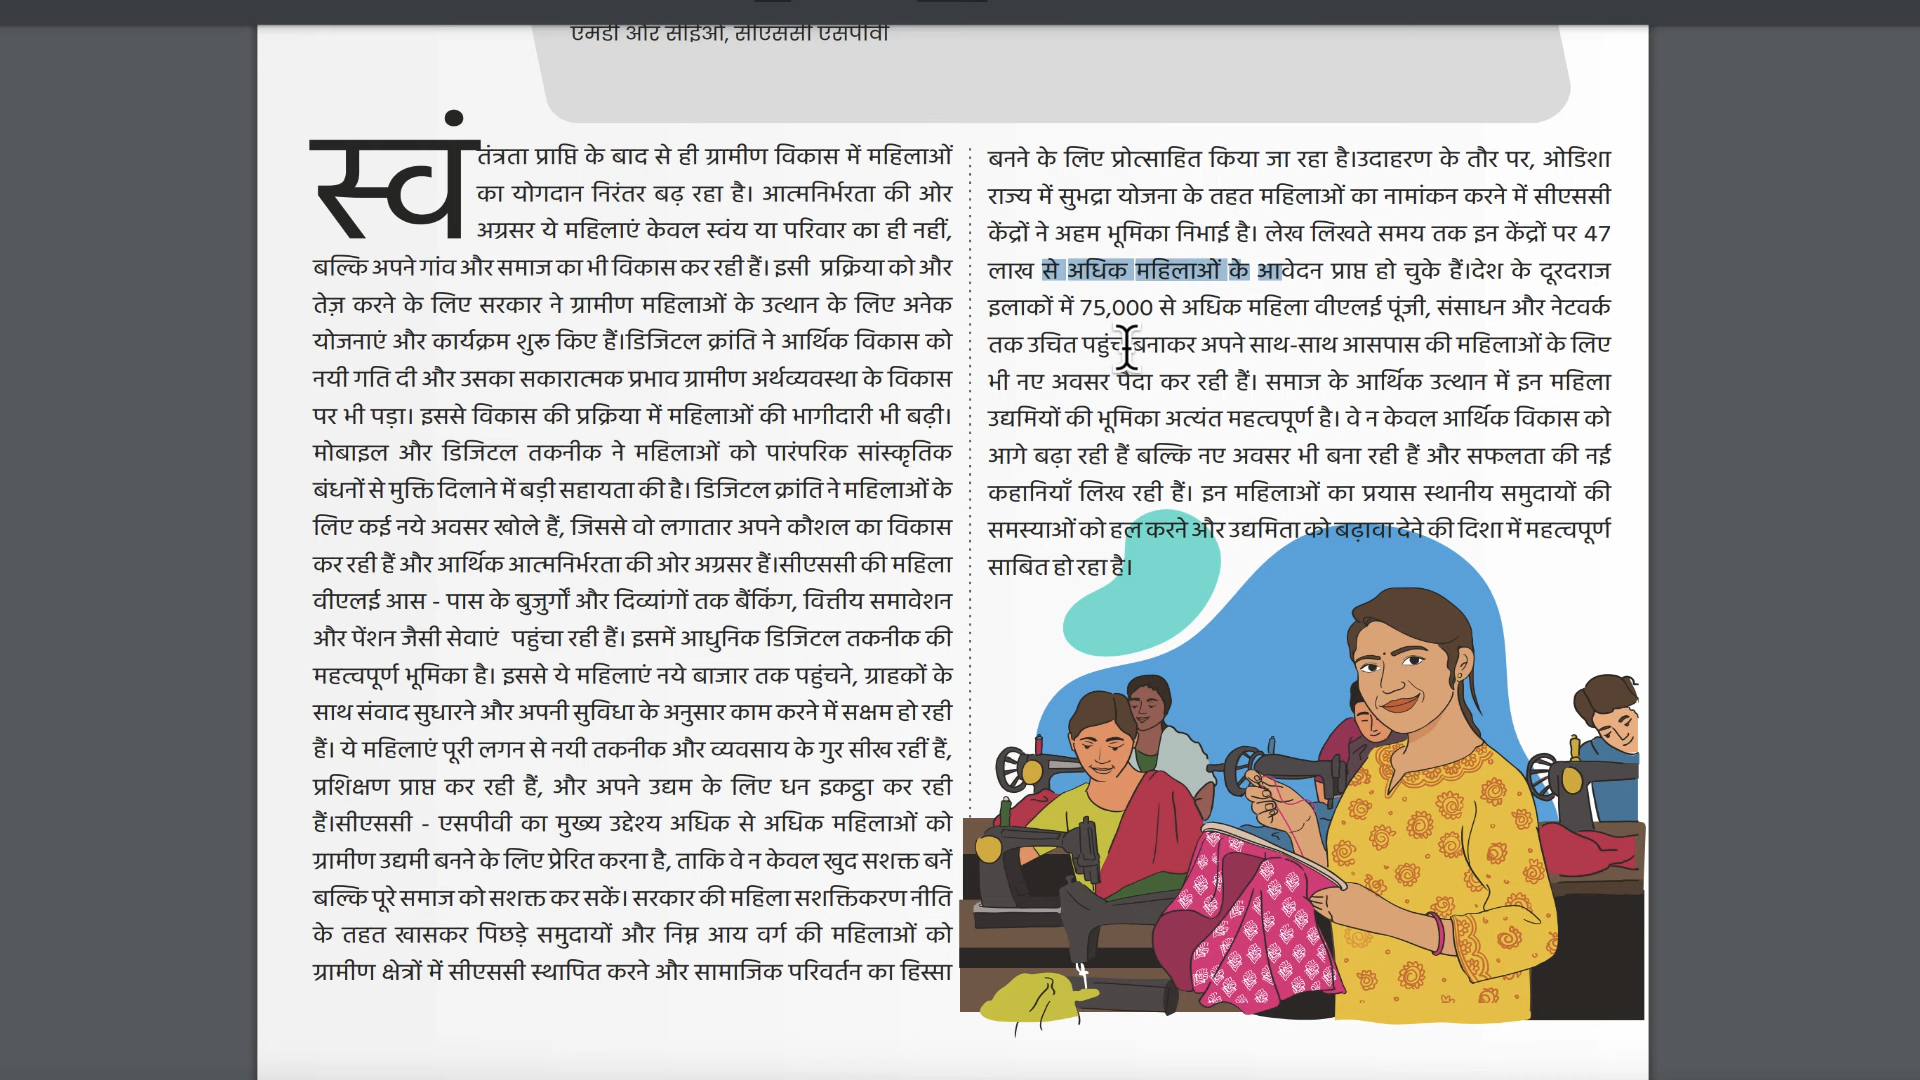 एमडी और सीईओ, सीएससी एसपीवी
स्वं
तंत्रता प्राप्ति के बाद से ही ग्रामीण विकास में महिलाओं
का योगदान निरंतर बढ़ रहा है। आत्मनिर्भरता की ओर
अग्रसर ये महिलाएं केवल स्वंय या परिवार का ही नहीं,
बल्कि अपने गांव और समाज का भी विकास कर रही हैं। इसी प्रक्रिया को और
तेज़ करने के लिए सरकार ने ग्रामीण महिलाओं के उत्थान के लिए अनेक
योजनाएं और कार्यक्रम शुरू किए हैं।डिजिटल क्रांति ने आर्थिक विकास को
नयी गति दी और उसका सकारात्मक प्रभाव ग्रामीण अर्थव्यवस्था के विकास
पर भी पड़ा। इससे विकास की प्रक्रिया में महिलाओं की भागीदारी भी बढ़ी।
मोबाइल और डिजिटल तकनीक ने महिलाओं को पारंपरिक सांस्कृतिक
बंधनों से मुक्ति दिलाने में बड़ी सहायता की है। डिजिटल क्रांति ने महिलाओं के
लिए कई नये अवसर खोले हैं, जिससे वो लगातार अपने कौशल का विकास
कर रही हैं और आर्थिक आत्मनिर्भरता की ओर अग्रसर हैं।सीएससी की महिला
वीएलई आस - पास के बुजुर्गों और दिव्यांगों तक बैंकिंग, वित्तीय समावेशन
और पेंशन जैसी सेवाएं पहुंचा रही हैं। इसमें आधुनिक डिजिटल तकनीक की
महत्वपूर्ण भूमिका है। इससे ये महिलाएं नये बाजार तक पहुंचने, ग्राहकों के
साथ संवाद सुधारने और अपनी सुविधा के अनुसार काम करने में सक्षम हो रही
हैं। ये महिलाएं पूरी लगन से नयी तकनीक और व्यवसाय के गुर सीख रहीं हैं,
प्रशिक्षण प्राप्त कर रही हैं, और अपने उद्यम के लिए धन इकट्ठा कर रही
हैं।सीएससी - एसपीवी का मुख्य उद्देश्य अधिक से अधिक महिलाओं को
ग्रामीण उद्यमी बनने के लिए प्रेरित करना है, ताकि वे न केवल खुद सशक्त बनें
बल्कि पूरे समाज को सशक्त कर सकें। सरकार की महिला सशक्तिकरण नीति
के तहत खासकर पिछड़े समुदायों और निम्न आय वर्ग की महिलाओं को
ग्रामीण क्षेत्रों में सीएससी स्थापित करने और सामाजिक परिवर्तन का हिस्सा
बनने के लिए प्रोत्साहित किया जा रहा है।उदाहरण के तौर पर, ओडिशा
राज्य में सुभद्रा योजना के तहत महिलाओं का नामांकन करने में सीएससी
केंद्रों ने अहम भूमिका निभाई है। लेख लिखते समय तक इन केंद्रों पर 47
लाख से अधिक महिलाओं के आवेदन प्राप्त हो चुके हैं।देश के दूरदराज
इलाकों में 75,000 से अधिक महिला वीएलई पूंजी, संसाधन और नेटवर्क
तक उचित पहुंच बनाकर अपने साथ-साथ आसपास की महिलाओं के लिए
भी नए अवसर पैदा कर रही हैं। समाज के आर्थिक उत्थान में इन महिला
उद्यमियों की भूमिका अत्यंत महत्वपूर्ण है। वे न केवल आर्थिक विकास को
आगे बढ़ा रही हैं बल्कि नए अवसर भी बना रही हैं और सफलता की नई
कहानियाँ लिख रही हैं। इन महिलाओं का प्रयास स्थानीय समुदायों की
समस्याओं को हल करने और उद्यमिता को बढ़ावा देने की दिशा में महत्वपूर्ण
साबित हो रहा है।